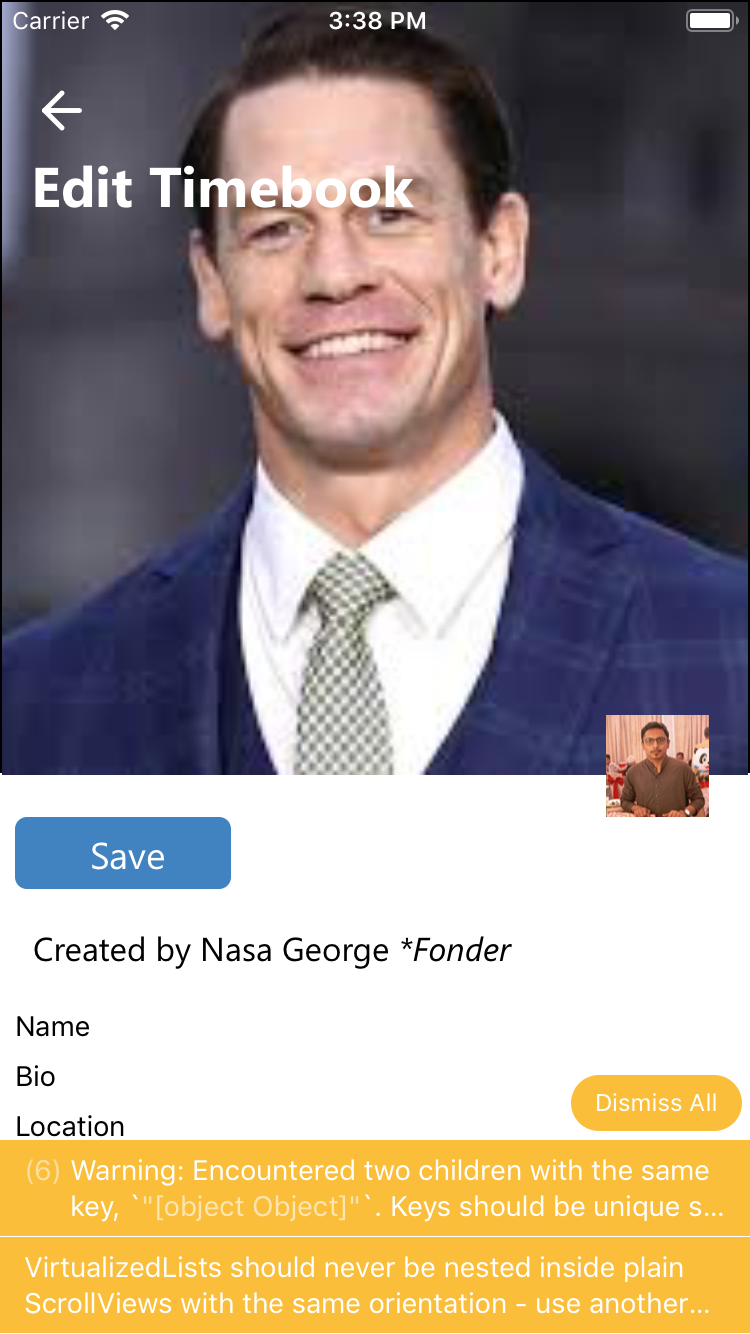 Carrier 3:38 PM
Edit Timebook
Save
Created by Nasa George *Fonder
Name
Bio
Location
Dismiss All
(6) Warning: Encountered two children with the same
key, `"[object Object]"`. Keys should be unique s...
VirtualizedLists should never be nested inside plain
ScrollViews with the same orientation - use another...